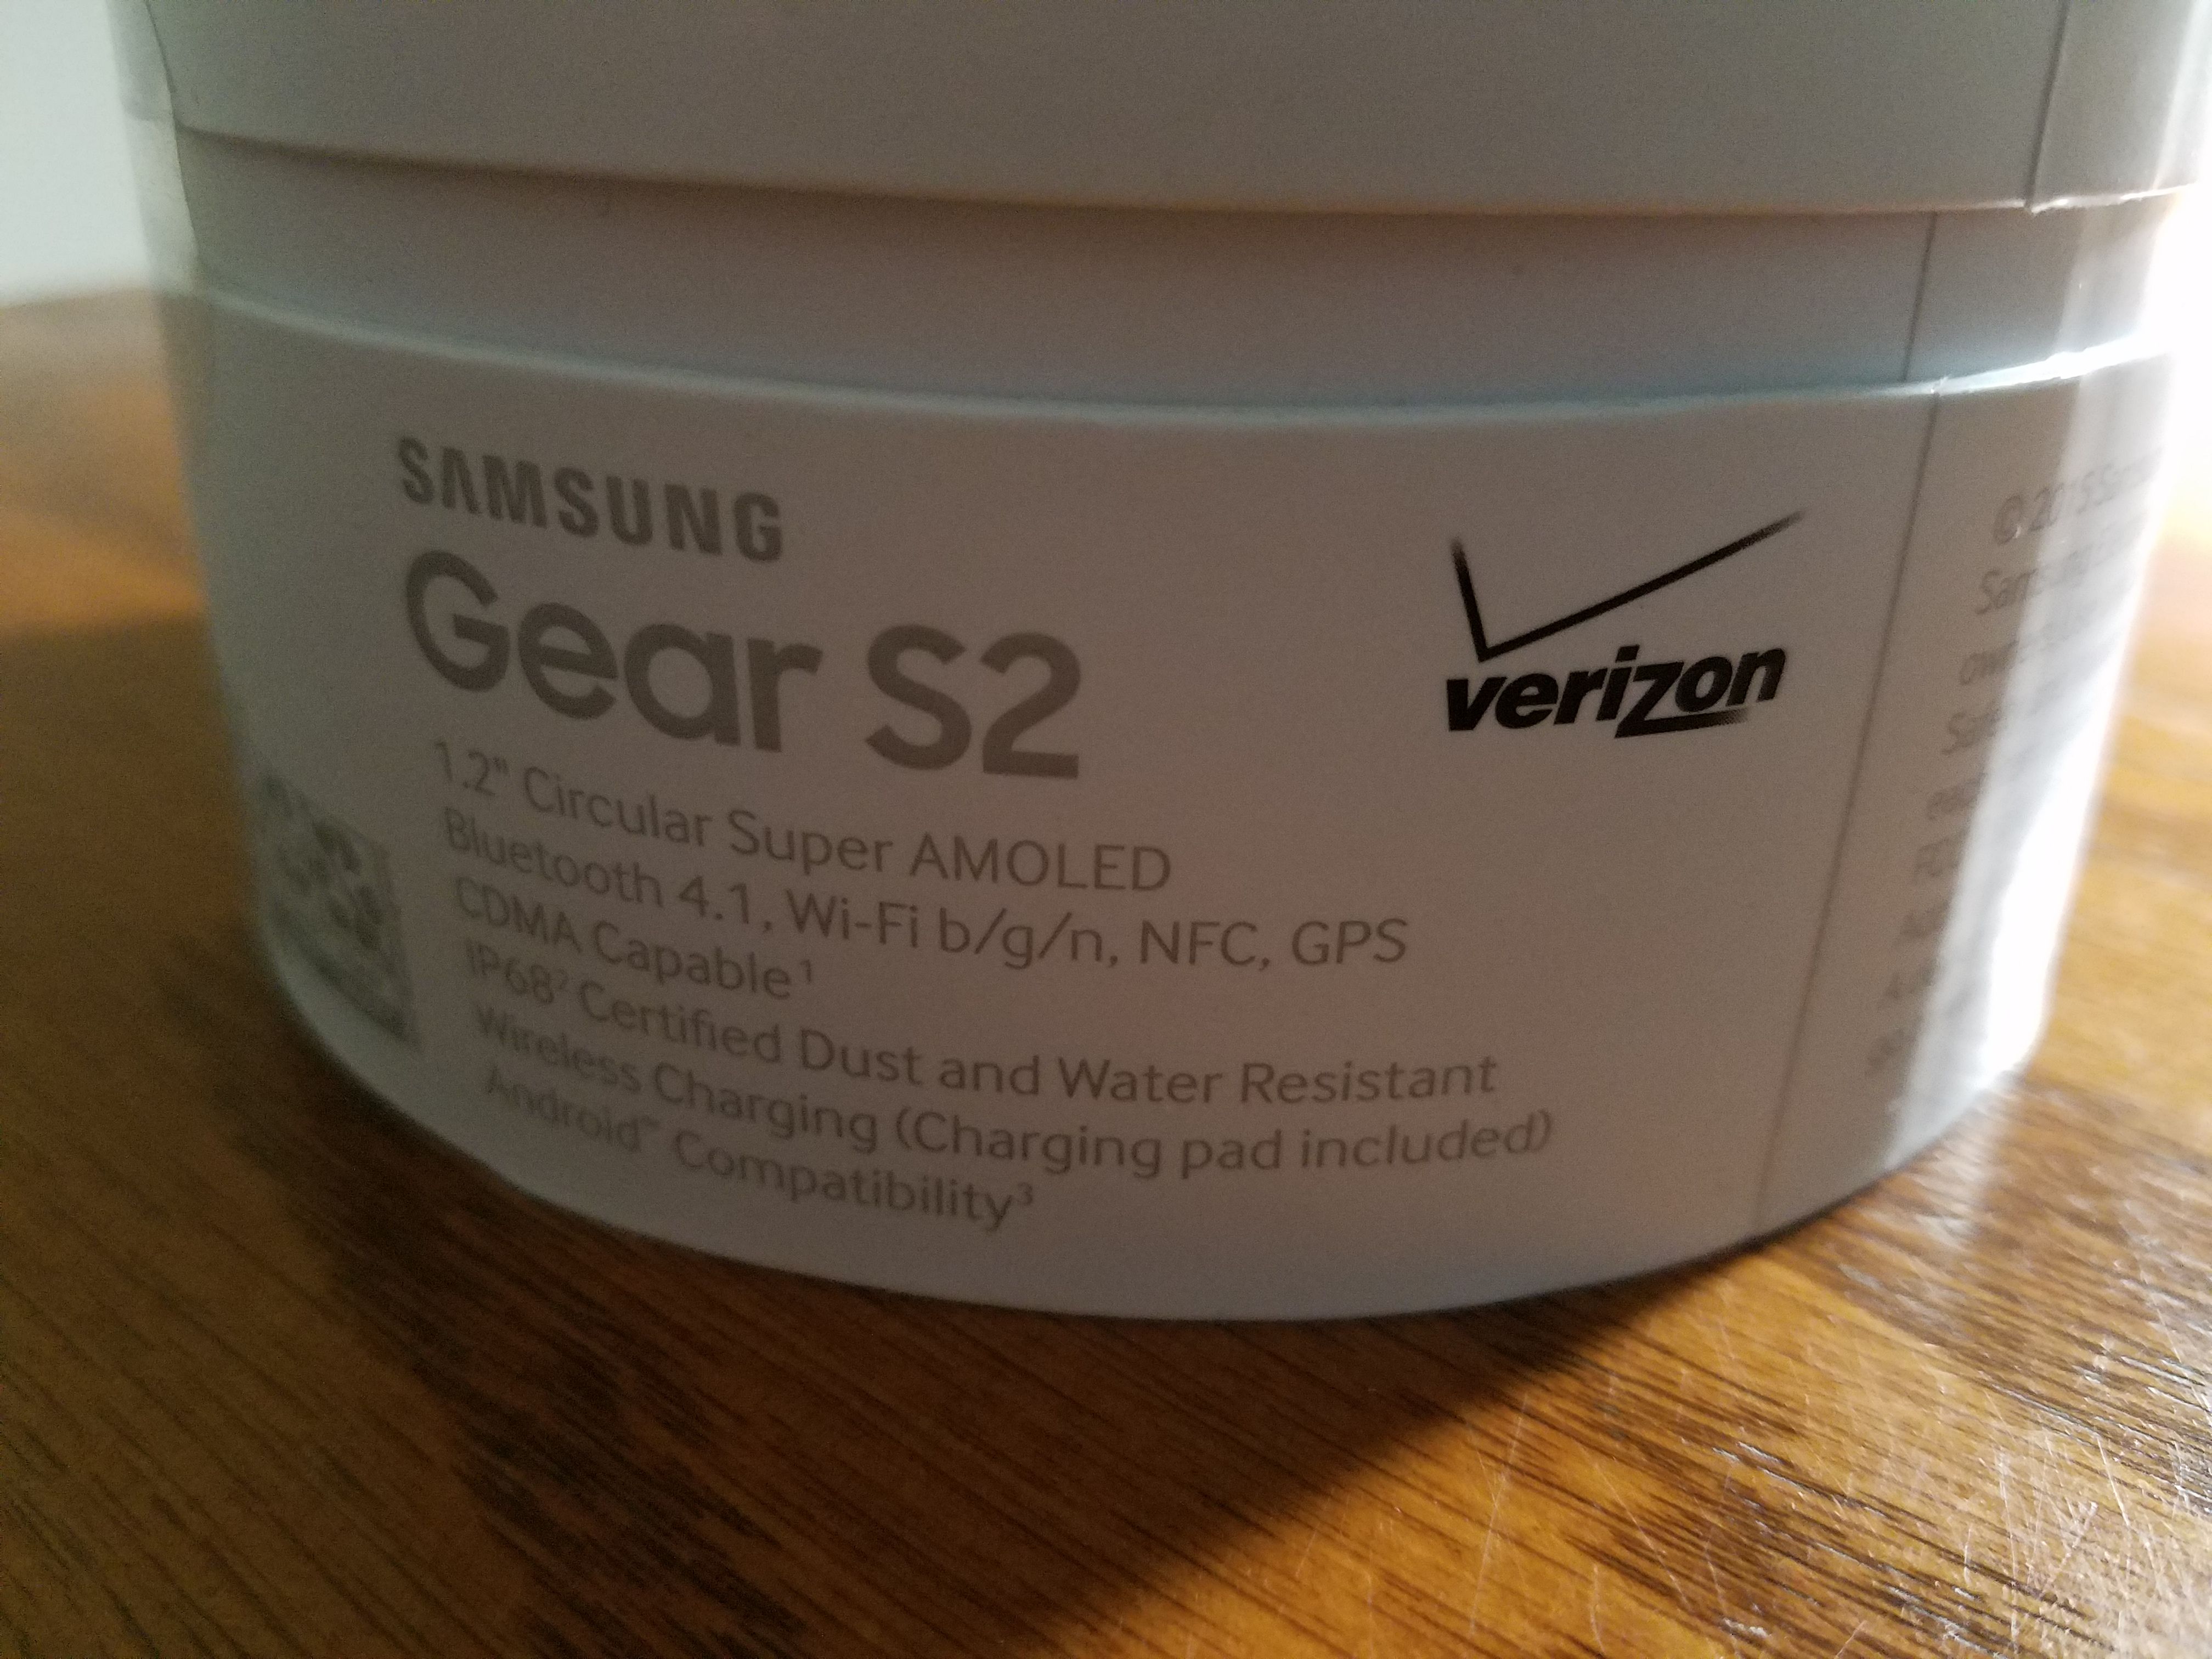 SAMSUNG
Gear S2
1.2" Circular Super AMOLED
Bluetooth 4.1, Wi-Fi b/g/n, NFC, GPS
CDMA Capable¹
IP68² Certified Dust and Water Resistant
Wireless Charging (Charging pad included)
Android™ Compatibility³
verizon
© 2015